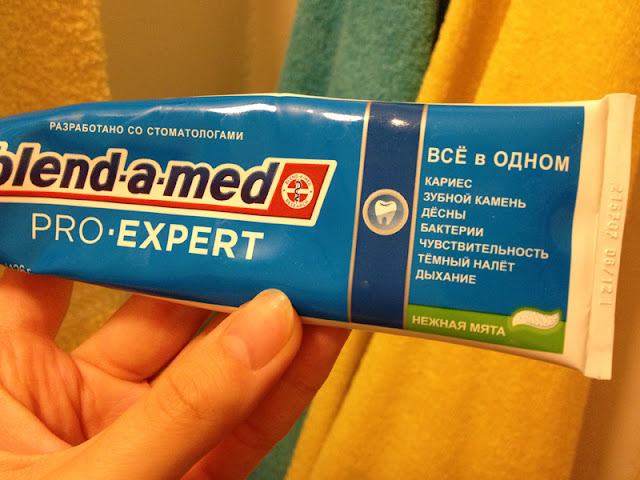 РАЗРАБОТАНО СО СТОМАТОЛОГАМИ
blend-a-med
PRO·EXPERT
ВСЁ в ОДНОМ
КАРИЕС
ЗУБНОЙ КАМЕНЬ
ДЁСНЫ
БАКТЕРИИ
ЧУВСТВИТЕЛЬНОСТЬ
ТЁМНЫЙ НАЛЁТ
ДЫХАНИЕ
НЕЖНАЯ МЯТА